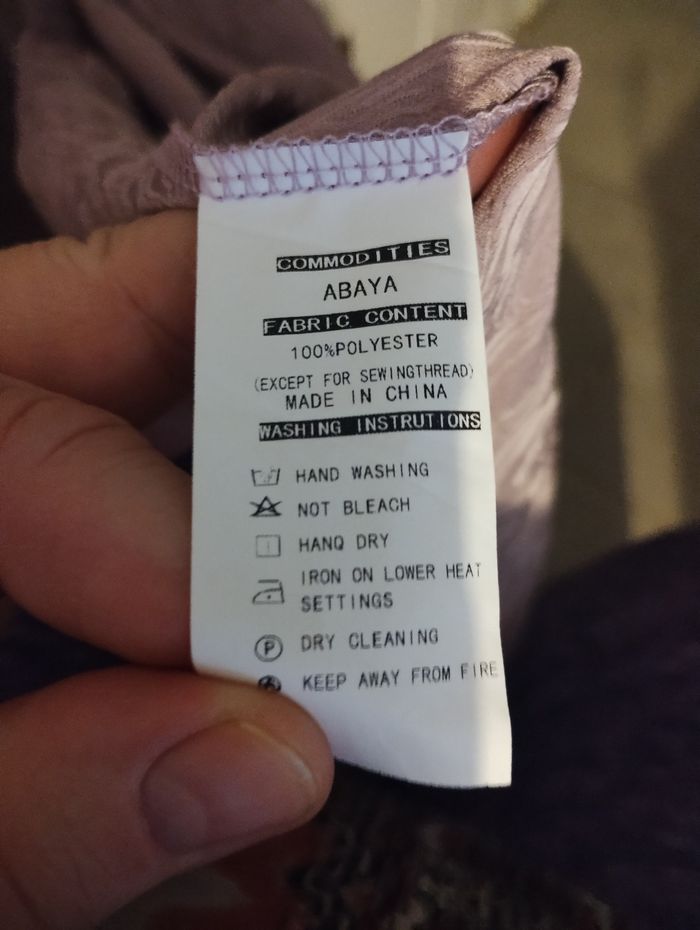 COMMODITIES
ABAYA
FABRIC CONTENT
100%POLYESTER
(EXCEPT FOR SEWINGTHREAD)
MADE IN CHINA
WASHING INSTRUTIONS
HAND WASHING
NOT BLEACH
HANQ DRY
IRON ON LOWER HEAT
SETTINGS
P DRY CLEANING
KEEP AWAY FROM FIRE